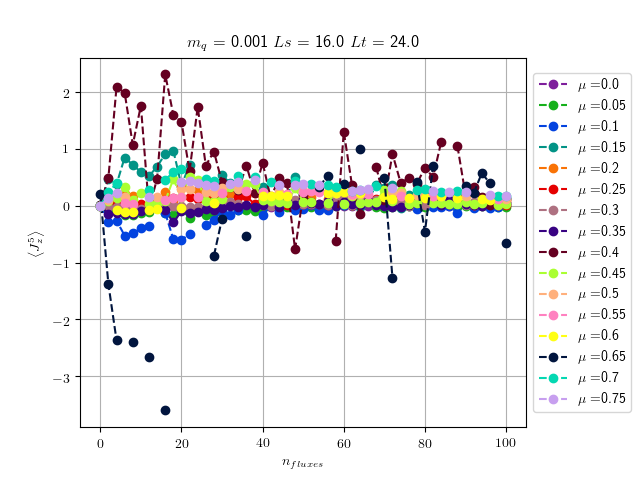 m_q = 0.001 Ls = 16.0 Lt = 24.0
⟨J_z^5⟩
2
1
0
−1
−2
−3
0 20 40 60 80 100
n_fluxes
μ = 0.0
μ = 0.05
μ = 0.1
μ = 0.15
μ = 0.2
μ = 0.25
μ = 0.3
μ = 0.35
μ = 0.4
μ = 0.45
μ = 0.5
μ = 0.55
μ = 0.6
μ = 0.65
μ = 0.7
μ = 0.75